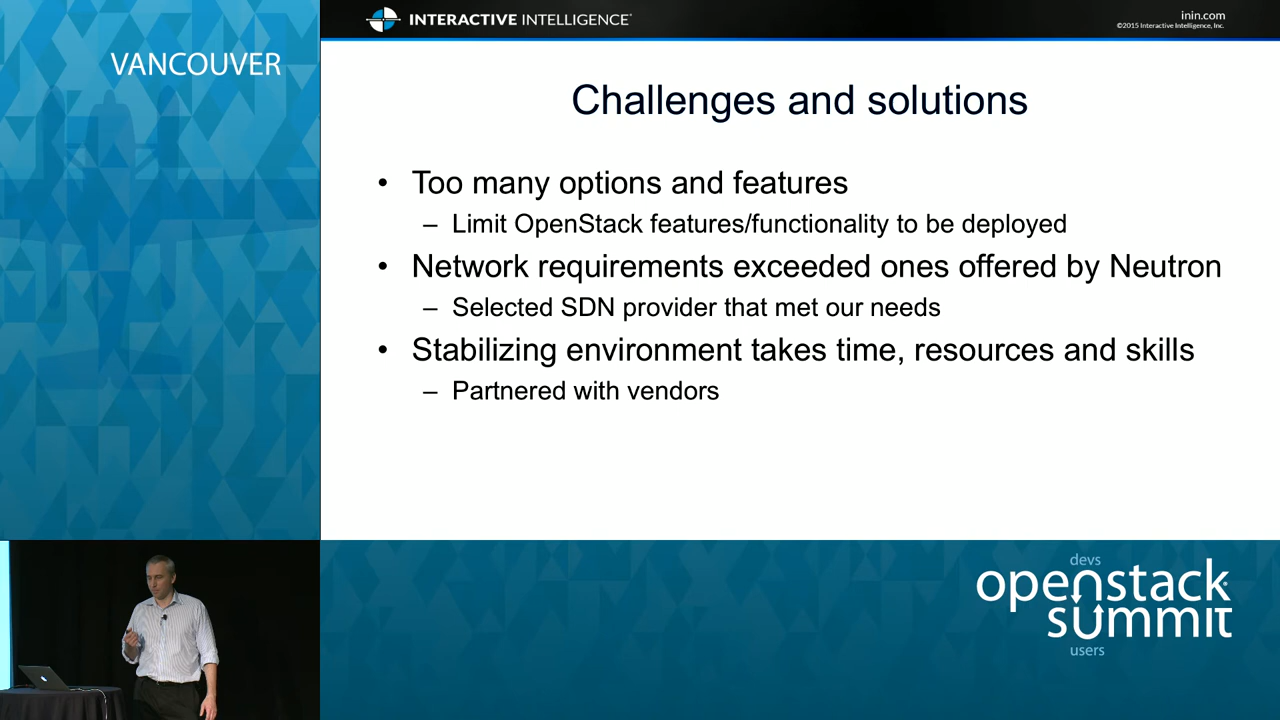 INTERACTIVE INTELLIGENCE®
inin.com
©2015 Interactive Intelligence, Inc.
VANCOUVER
Challenges and solutions
• Too many options and features
– Limit OpenStack features/functionality to be deployed
• Network requirements exceeded ones offered by Neutron
– Selected SDN provider that met our needs
• Stabilizing environment takes time, resources and skills
– Partnered with vendors
devs
openstack
summit
users